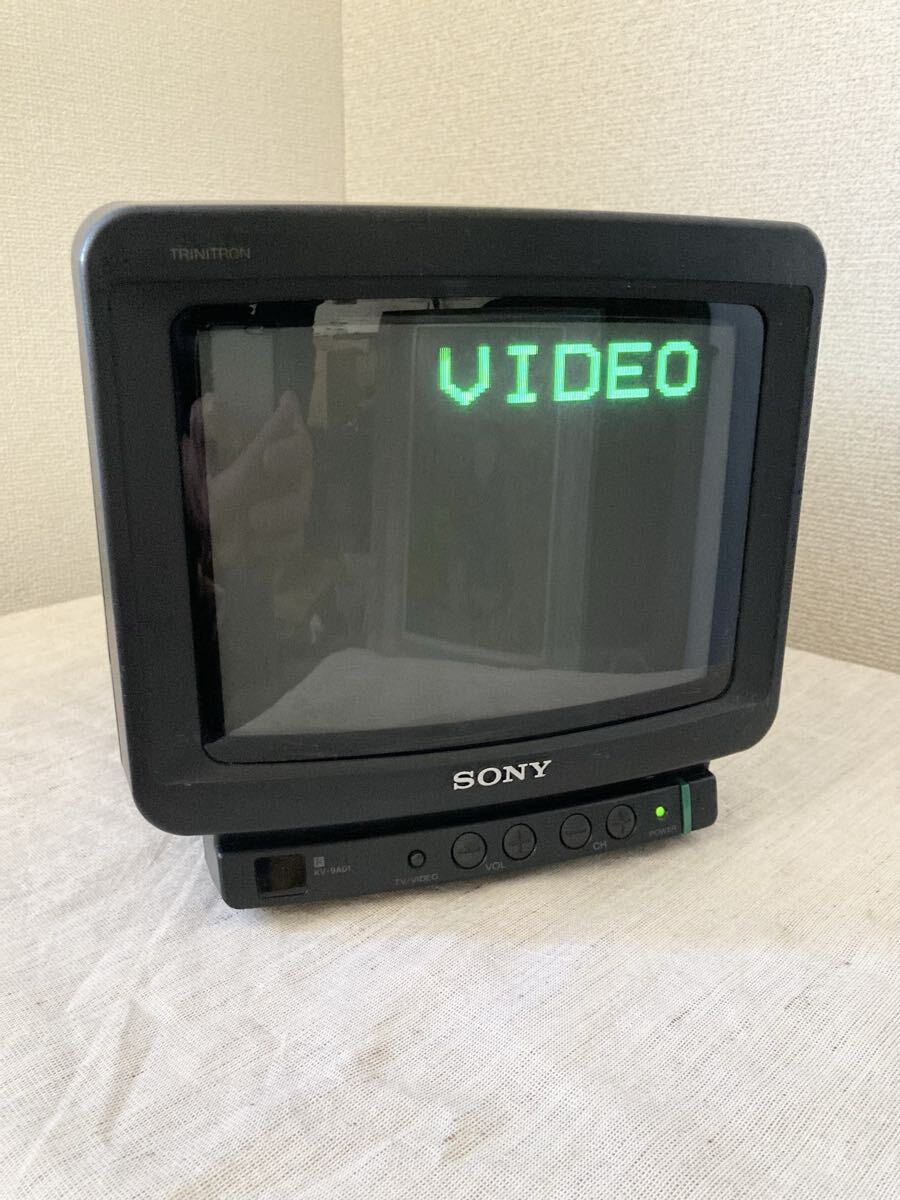 TRINITRON
VIDEO
SONY
KV-9AD1
TV/VIDEO
VOL
CH
POWER